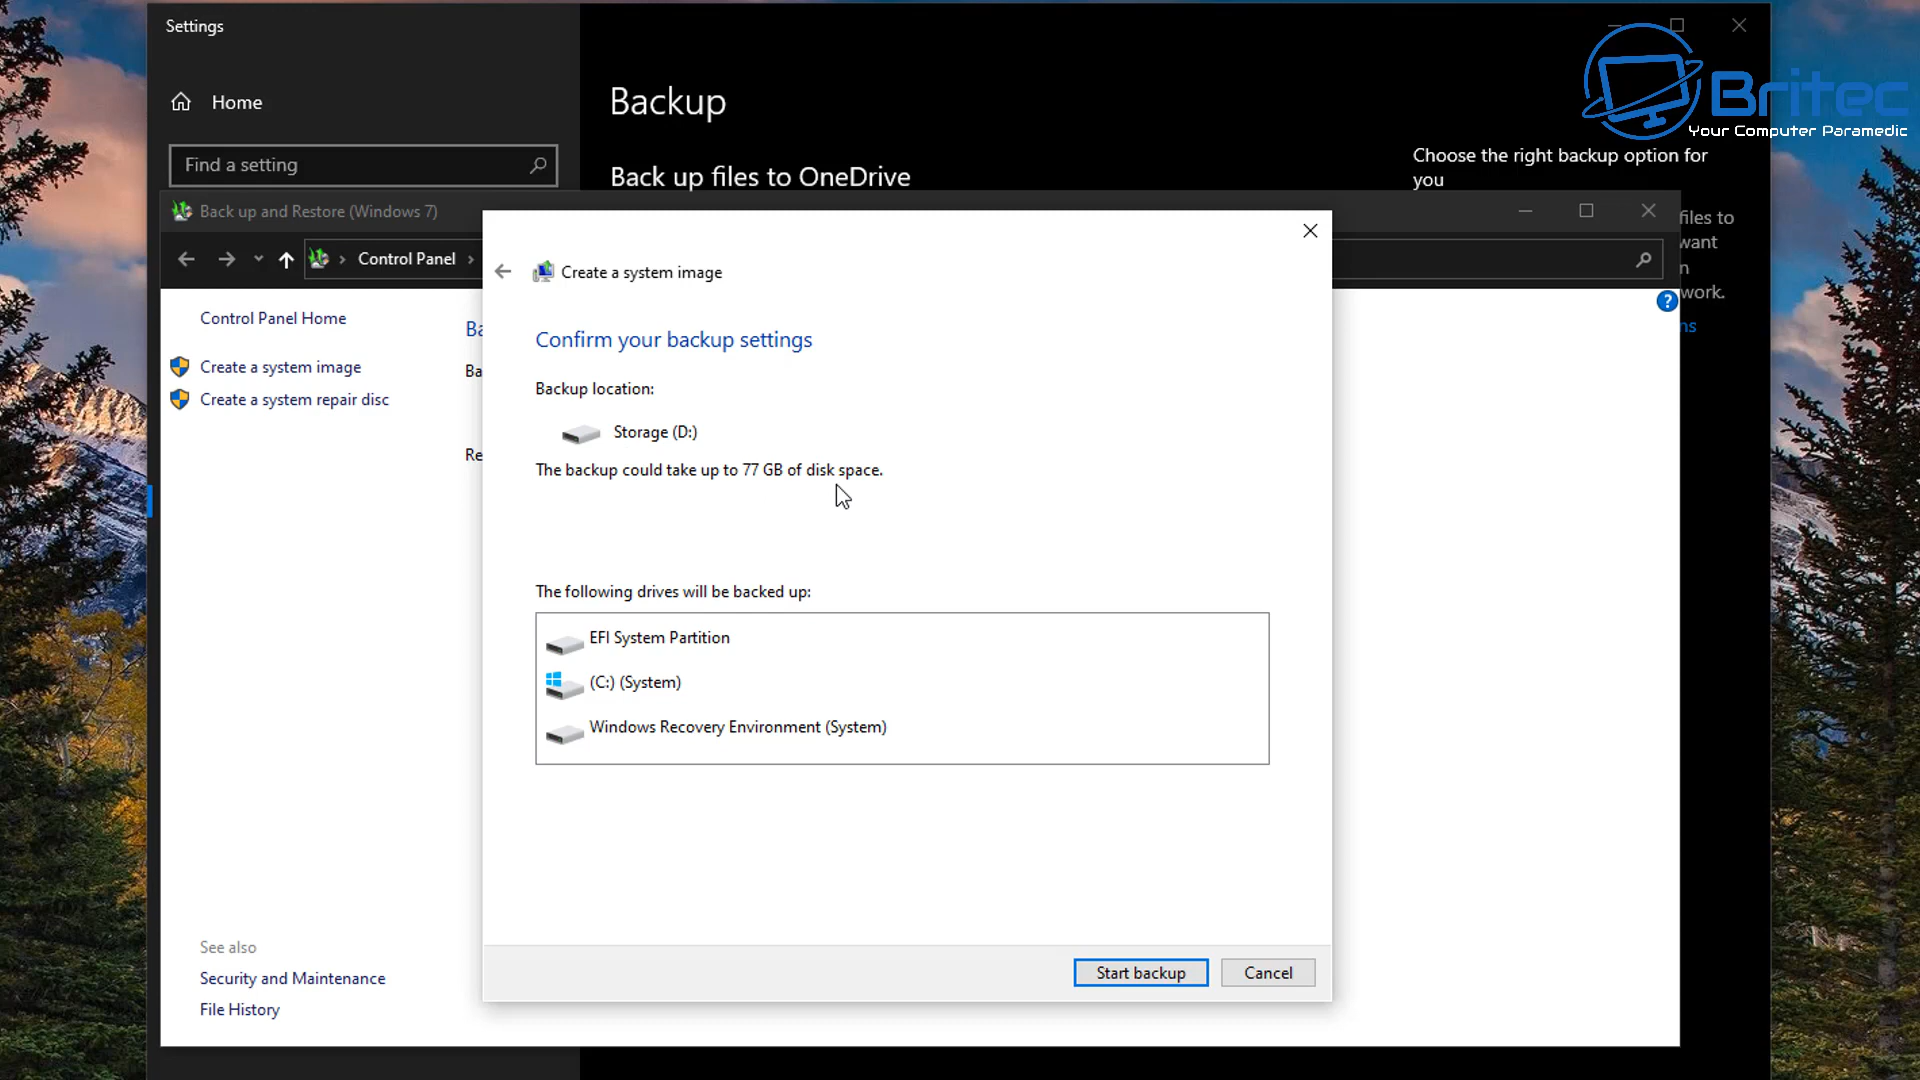 Settings
Home
Find a setting
Backup
Back up files to OneDrive
Britec
Your Computer Paramedic
Choose the right backup option for
you
files to
want
work.
ns
Back up and Restore (Windows 7)
Control Panel
Control Panel Home
Create a system image
Create a system repair disc
Ba
Ba
Re
See also
Security and Maintenance
File History
Create a system image
Confirm your backup settings
Backup location:
Storage (D:)
The backup could take up to 77 GB of disk space.
The following drives will be backed up:
EFI System Partition
(C:) (System)
Windows Recovery Environment (System)
Start backup
Cancel